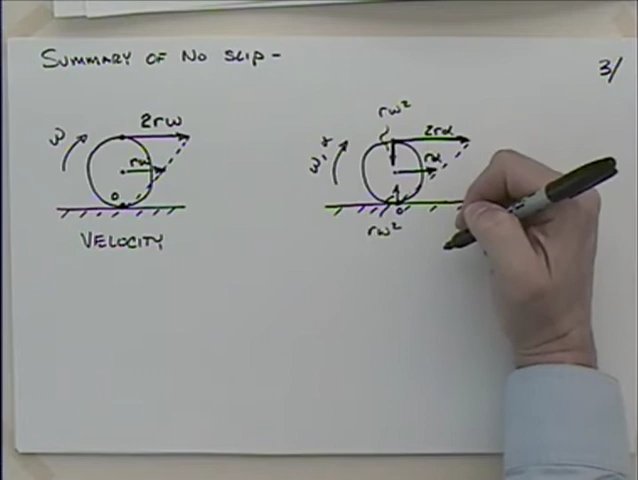 SUMMARY OF NO SLIP -
3/
ω
2rω
rω
O
VELOCITY
rω²
ω, α
2rα
rα
O
rω²